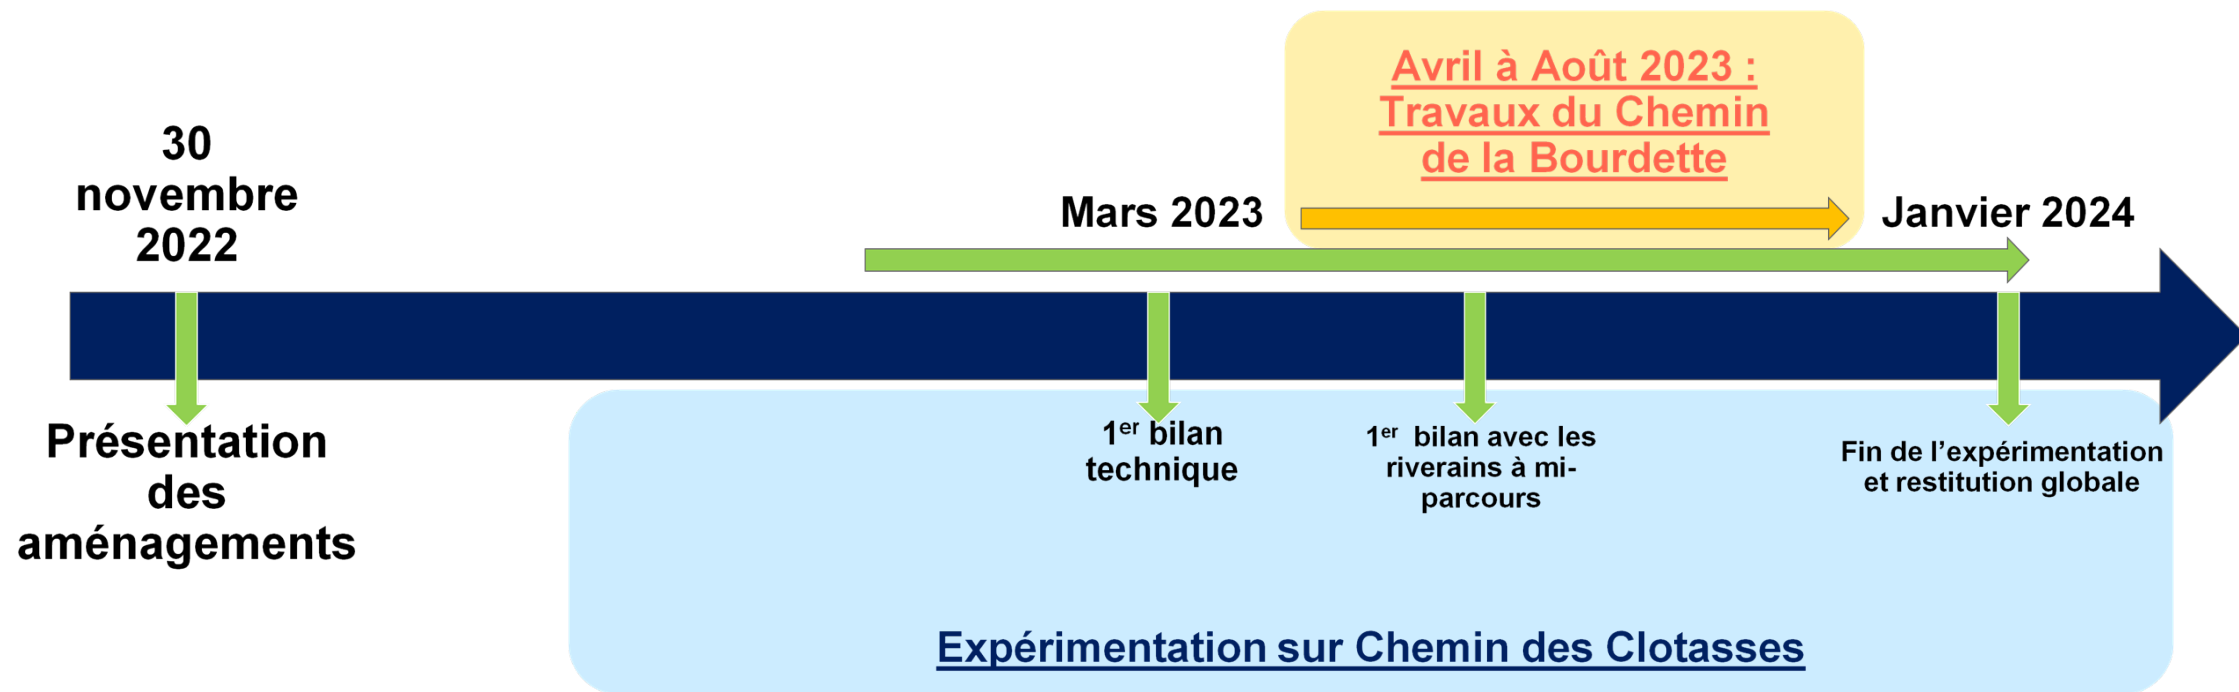 30
novembre
2022
Mars 2023
Avril à Août 2023 :
Travaux du Chemin
de la Bourdette
Janvier 2024
Présentation
des
aménagements
1er bilan
technique
1er bilan avec les
riverains à mi-
parcours
Fin de l’expérimentation
et restitution globale
Expérimentation sur Chemin des Clotasses